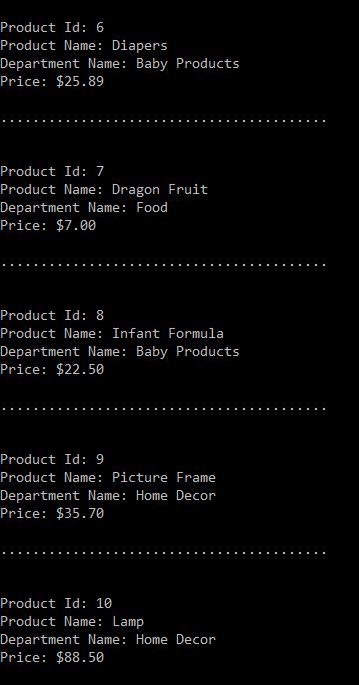 Product Id: 6
Product Name: Diapers
Department Name: Baby Products
Price: $25.89
.........................................
Product Id: 7
Product Name: Dragon Fruit
Department Name: Food
Price: $7.00
.........................................
Product Id: 8
Product Name: Infant Formula
Department Name: Baby Products
Price: $22.50
.........................................
Product Id: 9
Product Name: Picture Frame
Department Name: Home Decor
Price: $35.70
.........................................
Product Id: 10
Product Name: Lamp
Department Name: Home Decor
Price: $88.50